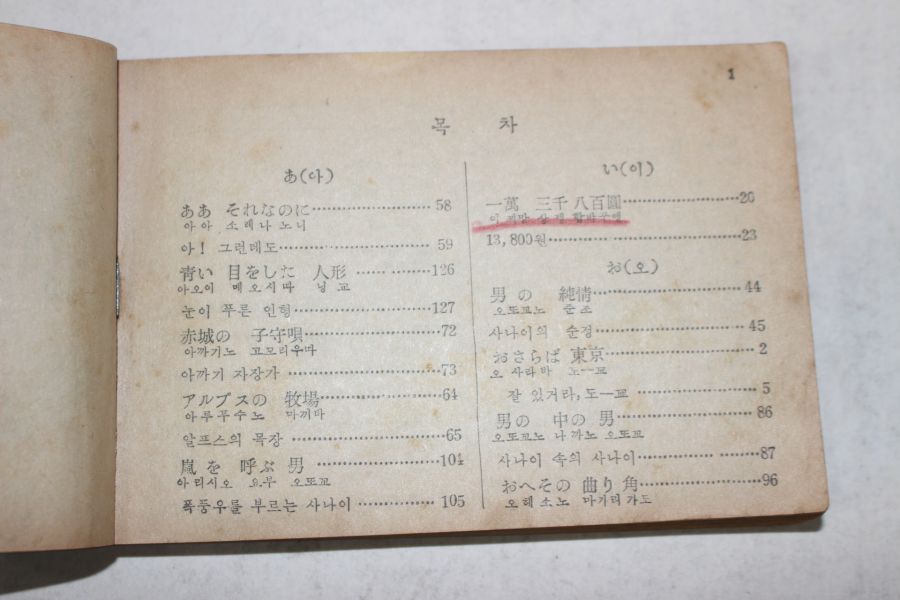 1
목 차
あ(아)
ああ それなのに 58
아아 소레나노니
아! 그런데도 59
青い 目をした 人形 126
아오이 메오시따 닝교
눈이 푸른 인형 127
赤城の 子守唄 72
아까기노 고모리우따
아까기 자장가 73
アルプスの 牧場 64
아루푸수노 마끼바
알프스의 목장 65
嵐を 呼ぶ 男 104
아리시오 요부 오또꼬
폭풍우를 부르는 사나이 105
い(이)
一萬 三千 八百圓 20
13,800원 23
お(오)
男の 純情 44
오또꼬노 준조
사나이의 순정 45
おさらば 東京 2
오사라바 도ー꾜
잘 있거라, 도ー꾜 5
男の 中の 男 86
오또꼬노 나까노 오또꼬
사나이 속의 사나이 87
おへその 曲り 角 96
오헤소노 마가리가도